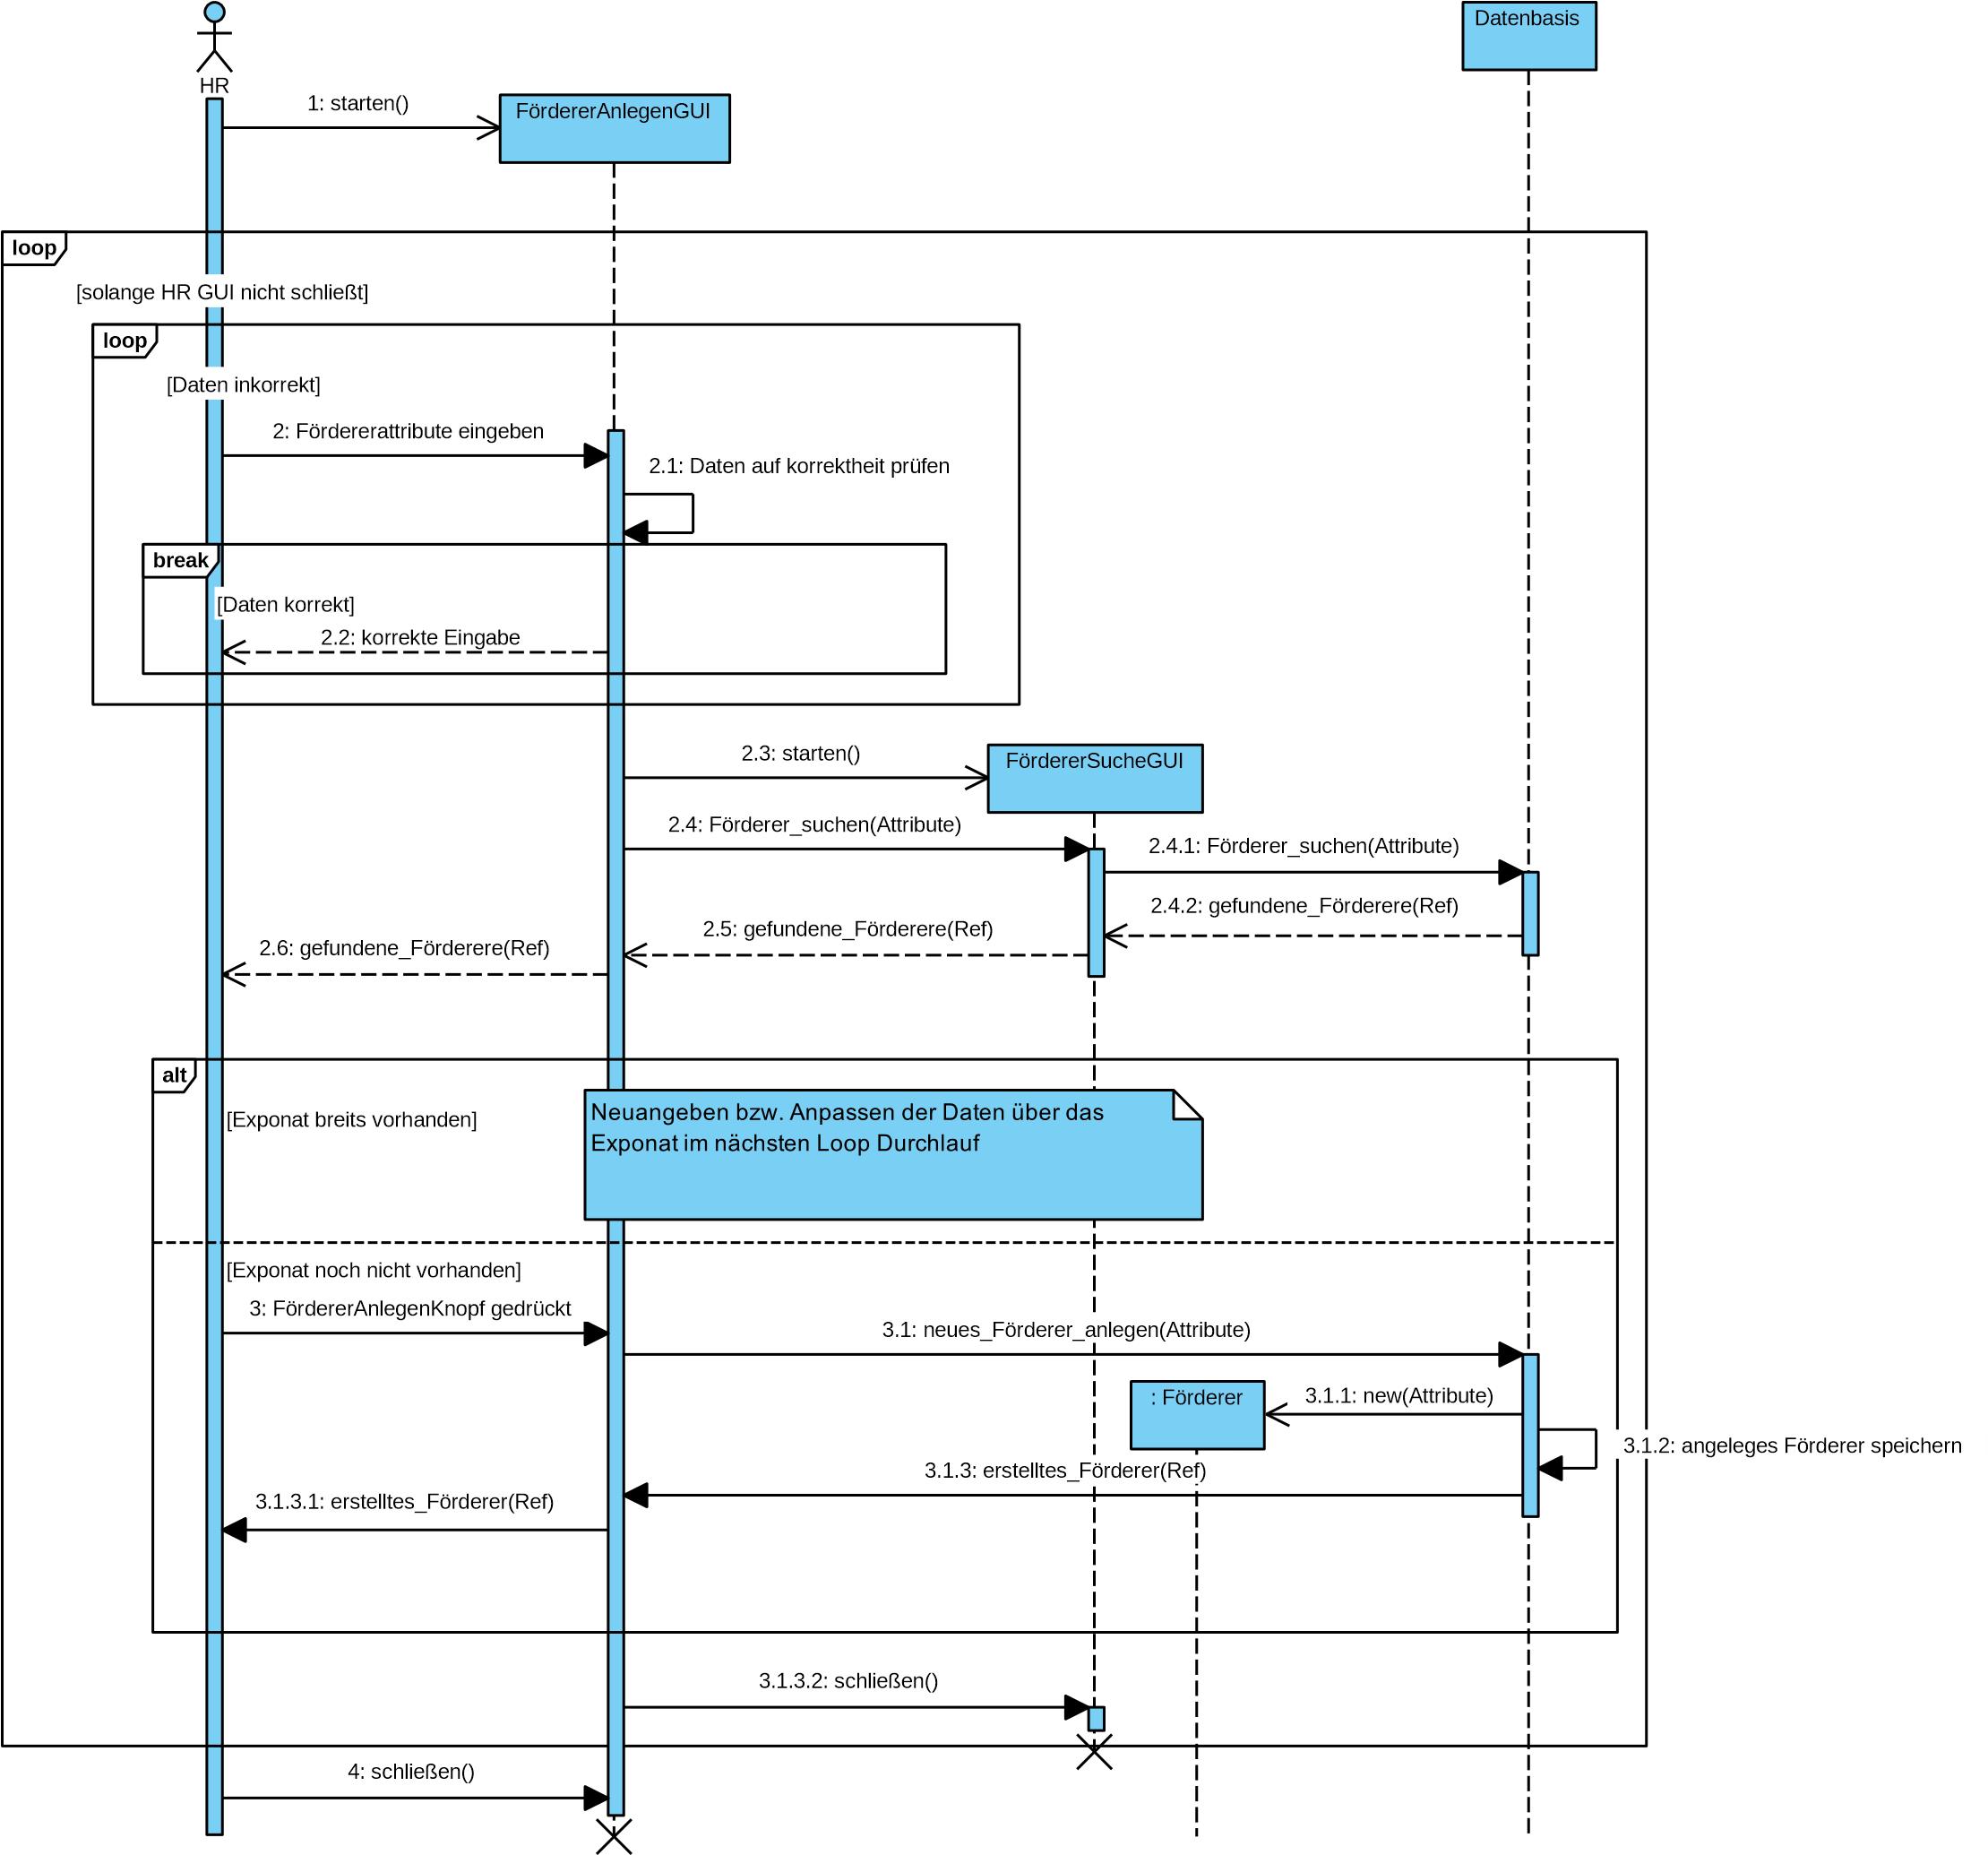 HR
Datenbasis
1: starten()
FördererAnlegenGUI
loop
[solange HR GUI nicht schließt]
loop
[Daten inkorrekt]
2: Fördererattribute eingeben
2.1: Daten auf korrektheit prüfen
break
[Daten korrekt]
2.2: korrekte Eingabe
2.3: starten()
FördererSucheGUI
2.4: Förderer_suchen(Attribute)
2.4.1: Förderer_suchen(Attribute)
2.4.2: gefundene_Förderere(Ref)
2.5: gefundene_Förderere(Ref)
2.6: gefundene_Förderere(Ref)
alt
[Exponat breits vorhanden]
Neuangeben bzw. Anpassen der Daten über das
Exponat im nächsten Loop Durchlauf
[Exponat noch nicht vorhanden]
3: FördererAnlegenKnopf gedrückt
3.1: neues_Förderer_anlegen(Attribute)
: Förderer
3.1.1: new(Attribute)
3.1.2: angeleges Förderer speichern
3.1.3: erstelltes_Förderer(Ref)
3.1.3.1: erstelltes_Förderer(Ref)
3.1.3.2: schließen()
4: schließen()